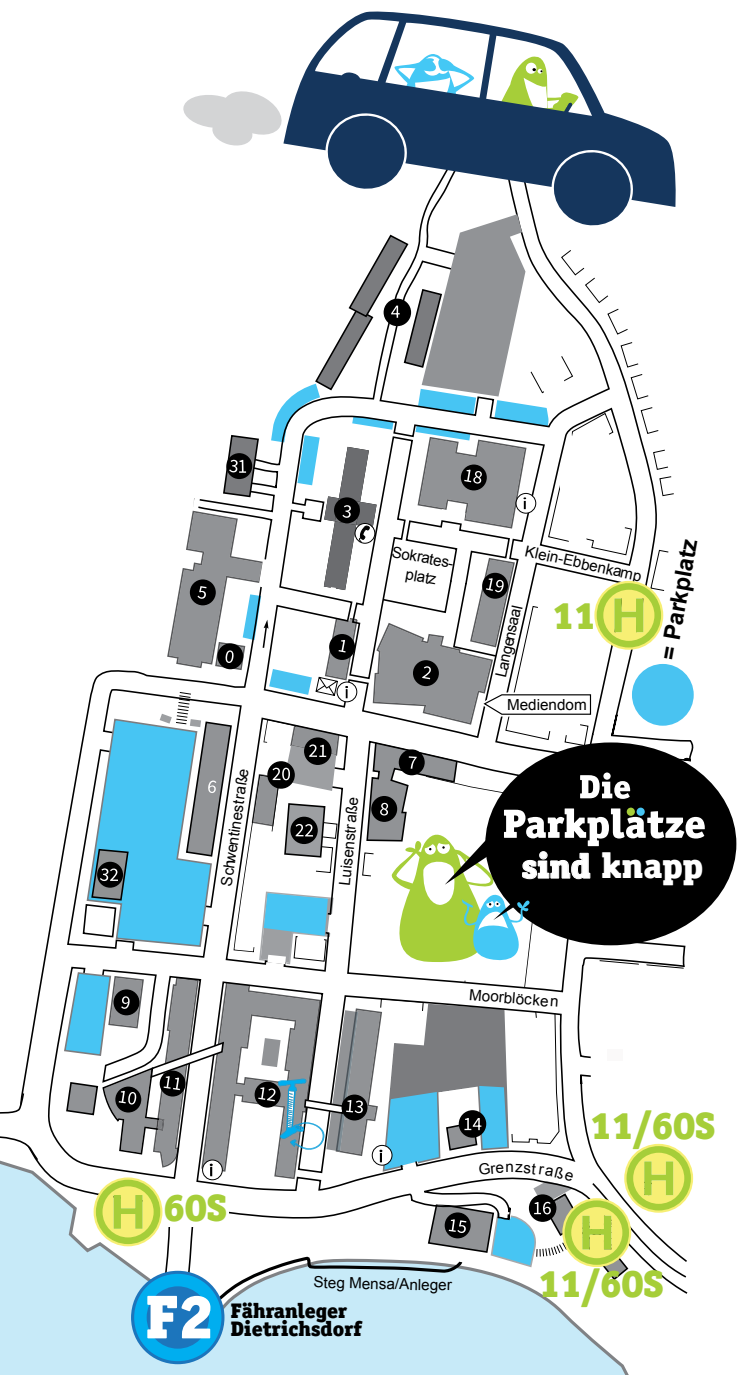 4
31
18
i
3
Sokrates-
platz
Klein-Ebbenkamp
19
5
11 H
= Parkplatz
Langensaal
1
0
2
i
Mediendom
21
7
20
6
Die
Parkplätze
sind knapp
8
22
Schwentinestraße
Luisenstraße
32
Moorblöcken
9
11
12
10
13
14
11/60S
i
i
Grenzstraße
H
H 60S
16
15
H
11/60S
Steg Mensa/Anleger
F2
Fähranleger
Dietrichsdorf